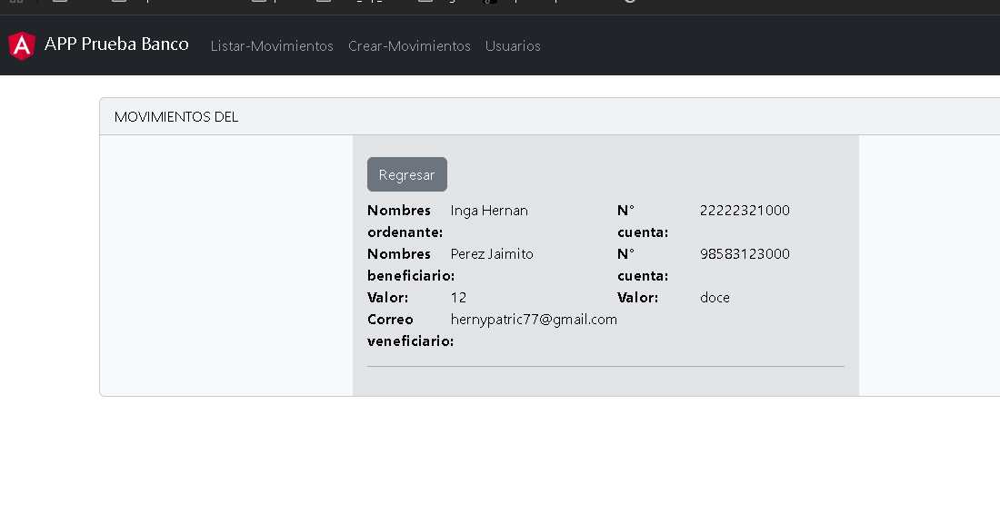 APP Prueba Banco Listar-Movimientos Crear-Movimientos Usuarios
MOVIMIENTOS DEL
Regresar
Nombres ordenante: Inga Hernan N° cuenta: 22222321000
Nombres beneficiario: Perez Jaimito N° cuenta: 98583123000
Valor: 12 Valor: doce
Correo veneficiario: hernypatric77@gmail.com